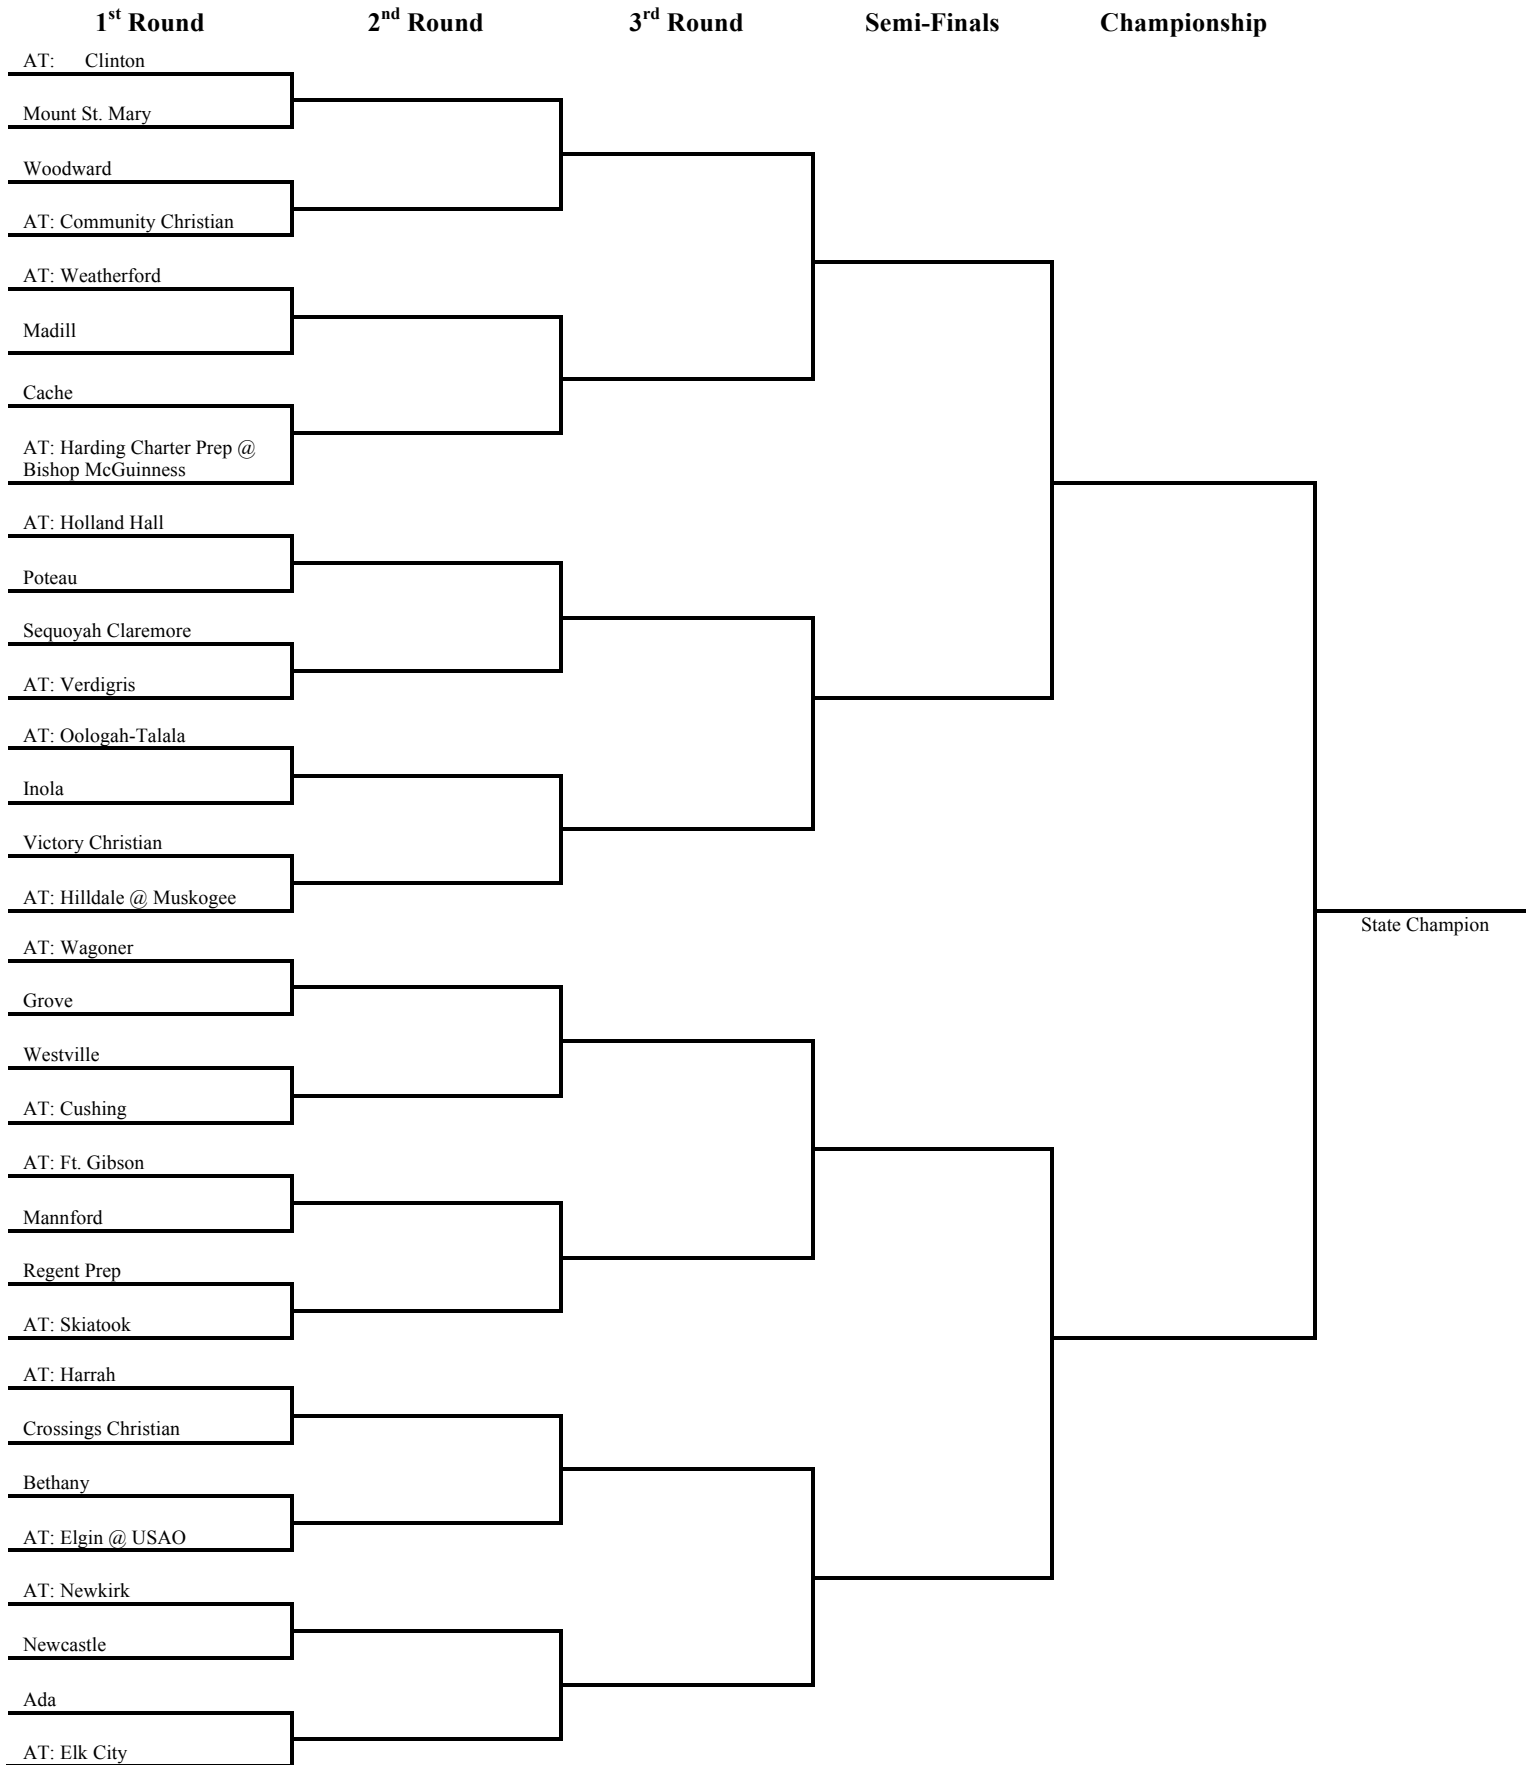 1st Round 2nd Round 3rd Round Semi-Finals Championship
AT: Clinton
Mount St. Mary
Woodward
AT: Community Christian
AT: Weatherford
Madill
Cache
AT: Harding Charter Prep @
Bishop McGuinness
AT: Holland Hall
Poteau
Sequoyah Claremore
AT: Verdigris
AT: Oologah-Talala
Inola
Victory Christian
AT: Hilldale @ Muskogee
State Champion
AT: Wagoner
Grove
Westville
AT: Cushing
AT: Ft. Gibson
Mannford
Regent Prep
AT: Skiatook
AT: Harrah
Crossings Christian
Bethany
AT: Elgin @ USAO
AT: Newkirk
Newcastle
Ada
AT: Elk City